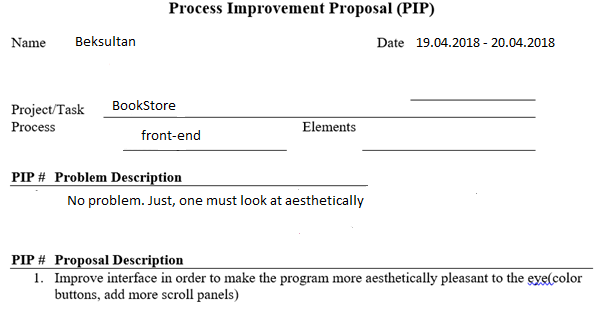 Process Improvement Proposal (PIP)
Name Beksultan Date 19.04.2018 - 20.04.2018
Project/Task BookStore
Process front-end Elements
PIP # Problem Description
No problem. Just, one must look at aesthetically
PIP # Proposal Description
1. Improve interface in order to make the program more aesthetically pleasant to the eye(color
buttons, add more scroll panels)